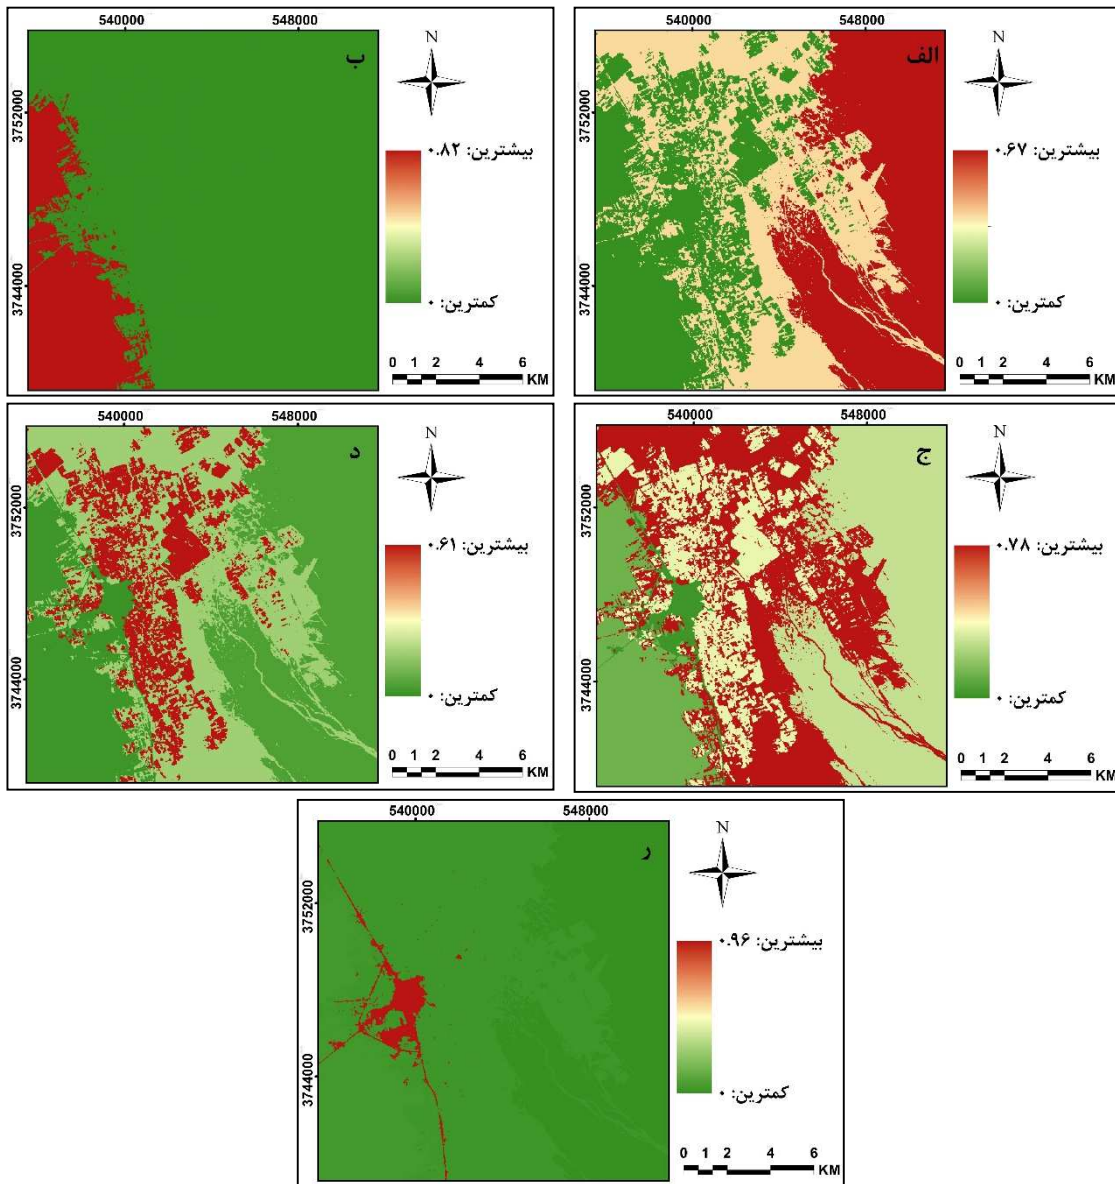 540000 548000
الف
N
3752000
3744000
بیشترین: ۰.۶۷
کمترین: ۰
0 1 2 4 6
KM
540000 548000
ب
N
3752000
3744000
بیشترین: ۰.۸۲
کمترین: ۰
0 1 2 4 6
KM
540000 548000
ج
N
3752000
3744000
بیشترین: ۰.۷۸
کمترین: ۰
0 1 2 4 6
KM
540000 548000
د
N
3752000
3744000
بیشترین: ۰.۶۱
کمترین: ۰
0 1 2 4 6
KM
540000 548000
ر
N
3752000
3744000
بیشترین: ۰.۹۶
کمترین: ۰
0 1 2 4 6
KM